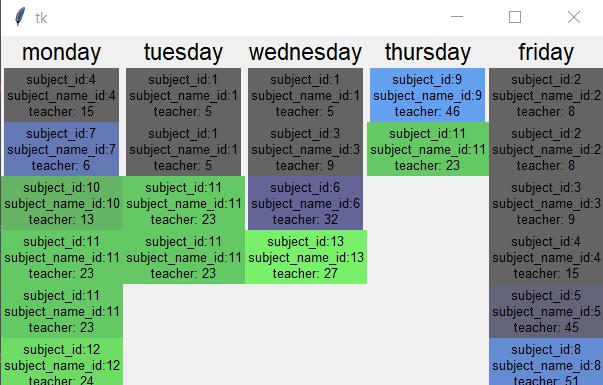 tk
monday tuesday wednesday thursday friday
subject_id:4 subject_id:1 subject_id:1 subject_id:9 subject_id:2
subject_name_id:4 subject_name_id:1 subject_name_id:1 subject_name_id:9 subject_name_id:2
teacher: 15 teacher: 5 teacher: 5 teacher: 46 teacher: 8
subject_id:7 subject_id:1 subject_id:3 subject_id:11 subject_id:2
subject_name_id:7 subject_name_id:1 subject_name_id:3 subject_name_id:11 subject_name_id:2
teacher: 6 teacher: 5 teacher: 9 teacher: 23 teacher: 8
subject_id:10 subject_id:11 subject_id:6 subject_id:3
subject_name_id:10 subject_name_id:11 subject_name_id:6 subject_name_id:3
teacher: 13 teacher: 23 teacher: 32 teacher: 9
subject_id:11 subject_id:11 subject_id:13 subject_id:4
subject_name_id:11 subject_name_id:11 subject_name_id:13 subject_name_id:4
teacher: 23 teacher: 23 teacher: 27 teacher: 15
subject_id:11 subject_id:5
subject_name_id:11 subject_name_id:5
teacher: 23 teacher: 45
subject_id:12 subject_id:8
subject_name_id:12 subject_name_id:8
teacher: 24 teacher: 51